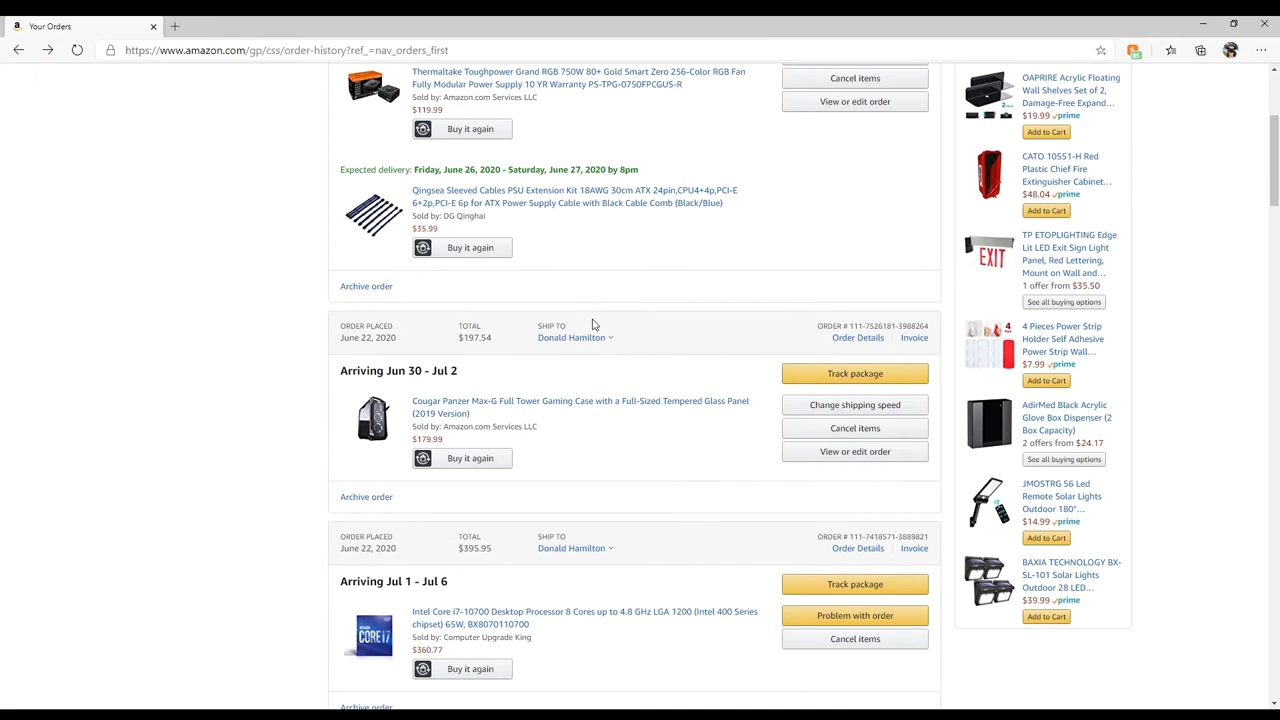 Your Orders
https://www.amazon.com/gp/css/order-history?ref_=nav_orders_first
Thermaltake Toughpower Grand RGB 750W 80+ Gold Smart Zero 256-Color RGB Fan
Fully Modular Power Supply 10 YR Warranty PS-TPG-0750FPCGUS-R
Sold by: Amazon.com Services LLC
$119.99
Buy it again
Cancel items
View or edit order
Expected delivery: Friday, June 26, 2020 - Saturday, June 27, 2020 by 8pm
Qingsea Sleeved Cables PSU Extension Kit 18AWG 30cm ATX 24pin,CPU4+4p,PCI-E
6+2p,PCI-E 6p for ATX Power Supply Cable with Black Cable Comb (Black/Blue)
Sold by: DG Qinghai
$35.99
Buy it again
Archive order
ORDER PLACED TOTAL SHIP TO ORDER # 111-7526181-3988264
June 22, 2020 $197.54 Donald Hamilton Order Details Invoice
Arriving Jun 30 - Jul 2
Cougar Panzer Max-G Full Tower Gaming Case with a Full-Sized Tempered Glass Panel
(2019 Version)
Sold by: Amazon.com Services LLC
$179.99
Buy it again
Track package
Change shipping speed
Cancel items
View or edit order
Archive order
ORDER PLACED TOTAL SHIP TO ORDER # 111-7418571-3889821
June 22, 2020 $395.95 Donald Hamilton Order Details Invoice
Arriving Jul 1 - Jul 6
Intel Core i7-10700 Desktop Processor 8 Cores up to 4.8 GHz LGA 1200 (Intel 400 Series
chipset) 65W, BX8070110700
Sold by: Computer Upgrade King
$360.77
Buy it again
CORE i7
Track package
Problem with order
Cancel items
Archive order
OAPRIRE Acrylic Floating
Wall Shelves Set of 2,
Damage-Free Expand…
$19.99 prime
Add to Cart
CATO 10551-H Red
Plastic Chief Fire
Extinguisher Cabinet…
$48.04 prime
Add to Cart
EXIT
TP ETOPLIGHTING Edge
Lit LED Exit Sign Light
Panel, Red Lettering,
Mount on Wall and…
1 offer from $35.50
See all buying options
4 Pieces Power Strip
Holder Self Adhesive
Power Strip Wall…
$7.99 prime
Add to Cart
AdirMed Black Acrylic
Glove Box Dispenser (2
Box Capacity)
2 offers from $24.17
See all buying options
JMOSTRG 56 Led
Remote Solar Lights
Outdoor 180°…
$14.99 prime
Add to Cart
BAXIA TECHNOLOGY BX-
SL-101 Solar Lights
Outdoor 28 LED…
$39.99 prime
Add to Cart